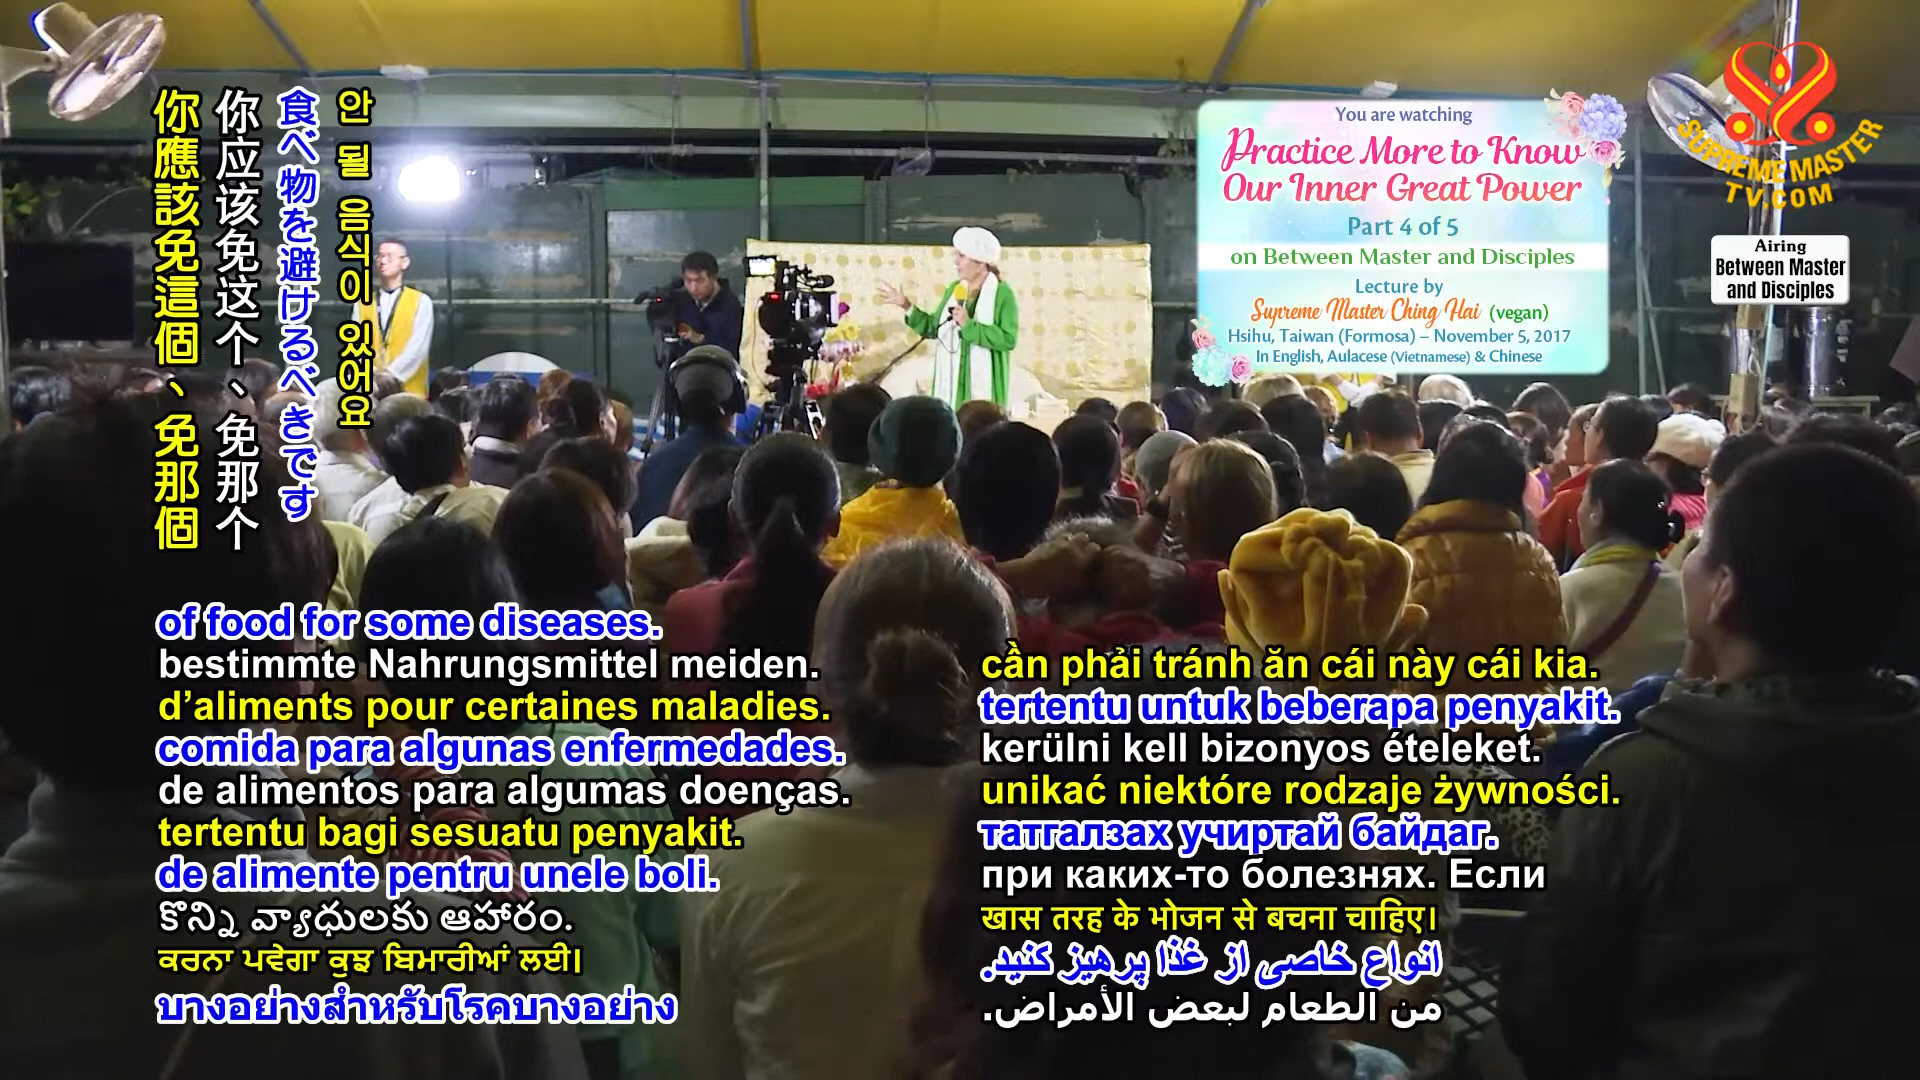 你應該免這個、免那個
你应该免这个、免那个
食べ物を避けるべきです
안 될 음식이 있어요
You are watching
Practice More to Know
Our Inner Great Power
Part 4 of 5
on Between Master and Disciples
Lecture by
Supreme Master Ching Hai (vegan)
Hsihu, Taiwan (Formosa) – November 5, 2017
In English, Aulacese (Vietnamese) & Chinese
SUPREME MASTER
TV.COM
Airing
Between Master
and Disciples
of food for some diseases.
bestimmte Nahrungsmittel meiden.
d’aliments pour certaines maladies.
comida para algunas enfermedades.
de alimentos para algumas doenças.
tertentu bagi sesuatu penyakit.
de alimente pentru unele boli.
కొన్ని వ్యాధులకు ఆహారం.
ਕਰਨਾ ਪਵੇਗਾ ਕੁਝ ਬਿਮਾਰੀਆਂ ਲਈ।
บางอย่างสำหรับโรคบางอย่าง
cần phải tránh ăn cái này cái kia.
tertentu untuk beberapa penyakit.
kerülni kell bizonyos ételeket.
unikać niektóre rodzaje żywności.
татгалзах учиртай байдаг.
при каких-то болезнях. Если
खास तरह के भोजन से बचना चाहिए।
انواع خاصی از غذا پرهیز کنید.
من الطعام لبعض الأمراض.